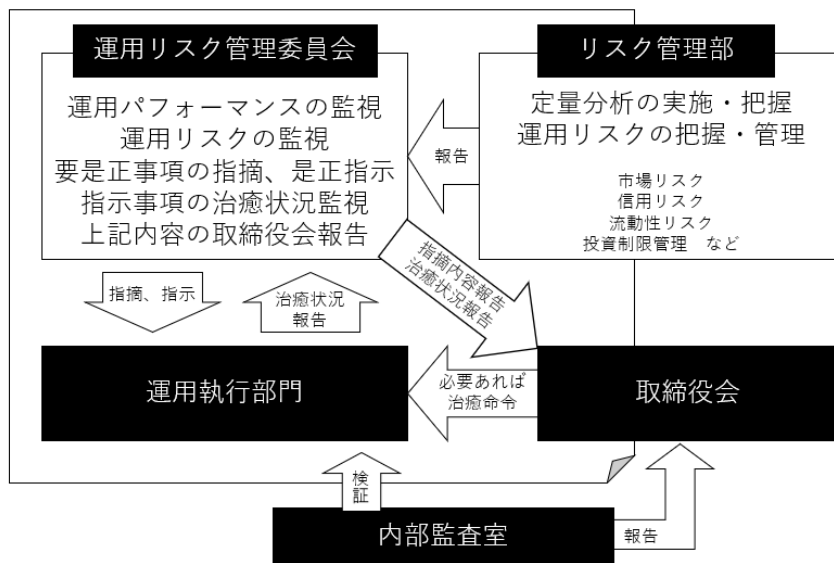 運用リスク管理委員会
運用パフォーマンスの監視
運用リスクの監視
要是正事項の指摘、是正指示
指示事項の治癒状況監視
上記内容の取締役会報告
リスク管理部
定量分析の実施・把握
運用リスクの把握・管理
市場リスク
信用リスク
流動性リスク
投資制限管理　など
報告
指摘内容報告
治癒状況報告
指摘、指示
治癒状況
報告
運用執行部門
必要あれば
治癒命令
取締役会
検証
内部監査室
報告